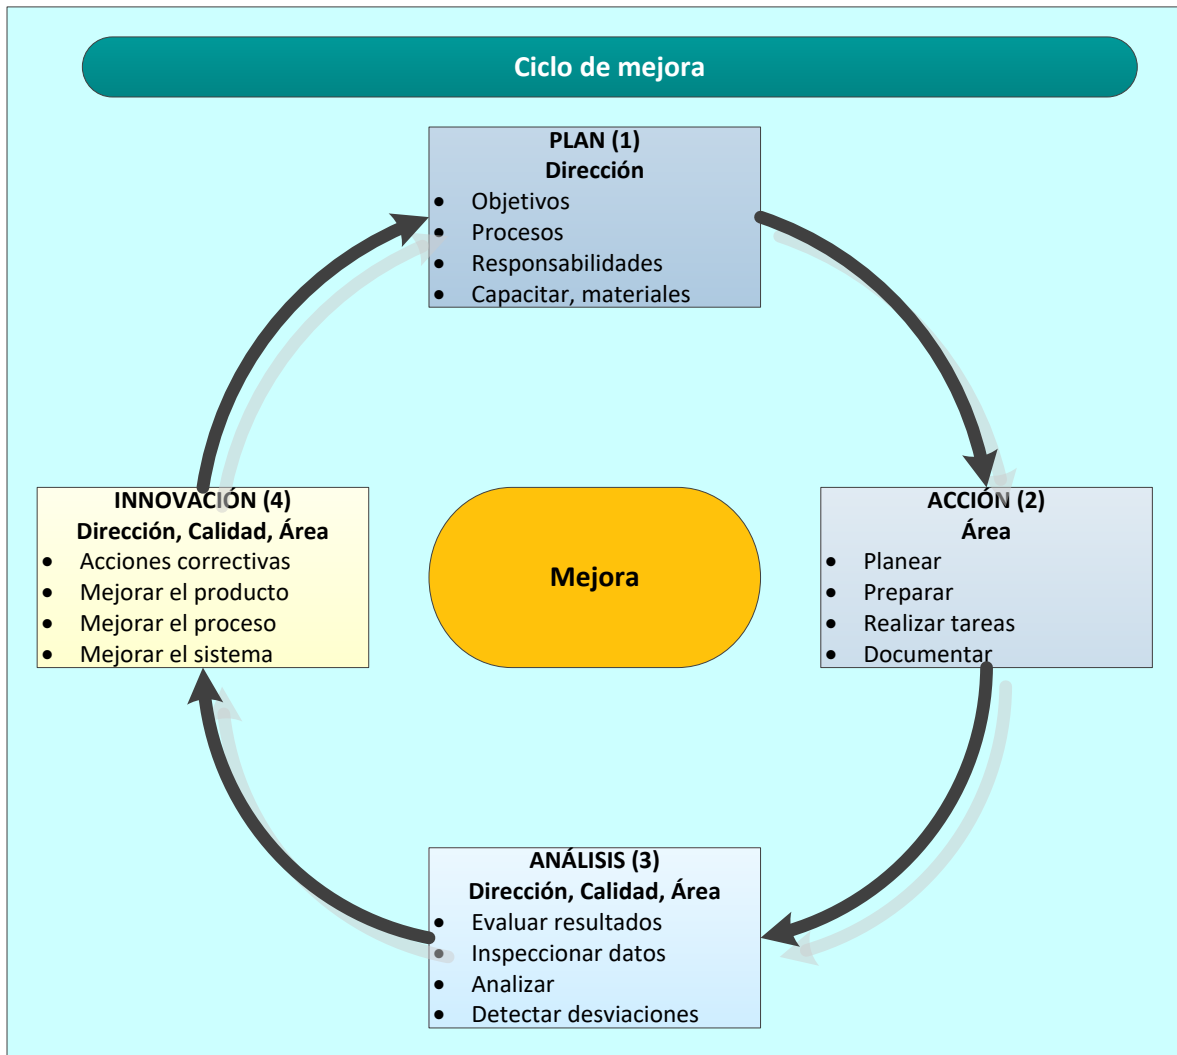 Ciclo de mejora
PLAN (1)
Dirección
• Objetivos
• Procesos
• Responsabilidades
• Capacitar, materiales
INNOVACIÓN (4)
Dirección, Calidad, Área
• Acciones correctivas
• Mejorar el producto
• Mejorar el proceso
• Mejorar el sistema
Mejora
ACCIÓN (2)
Área
• Planear
• Preparar
• Realizar tareas
• Documentar
ANÁLISIS (3)
Dirección, Calidad, Área
• Evaluar resultados
• Inspeccionar datos
• Analizar
• Detectar desviaciones